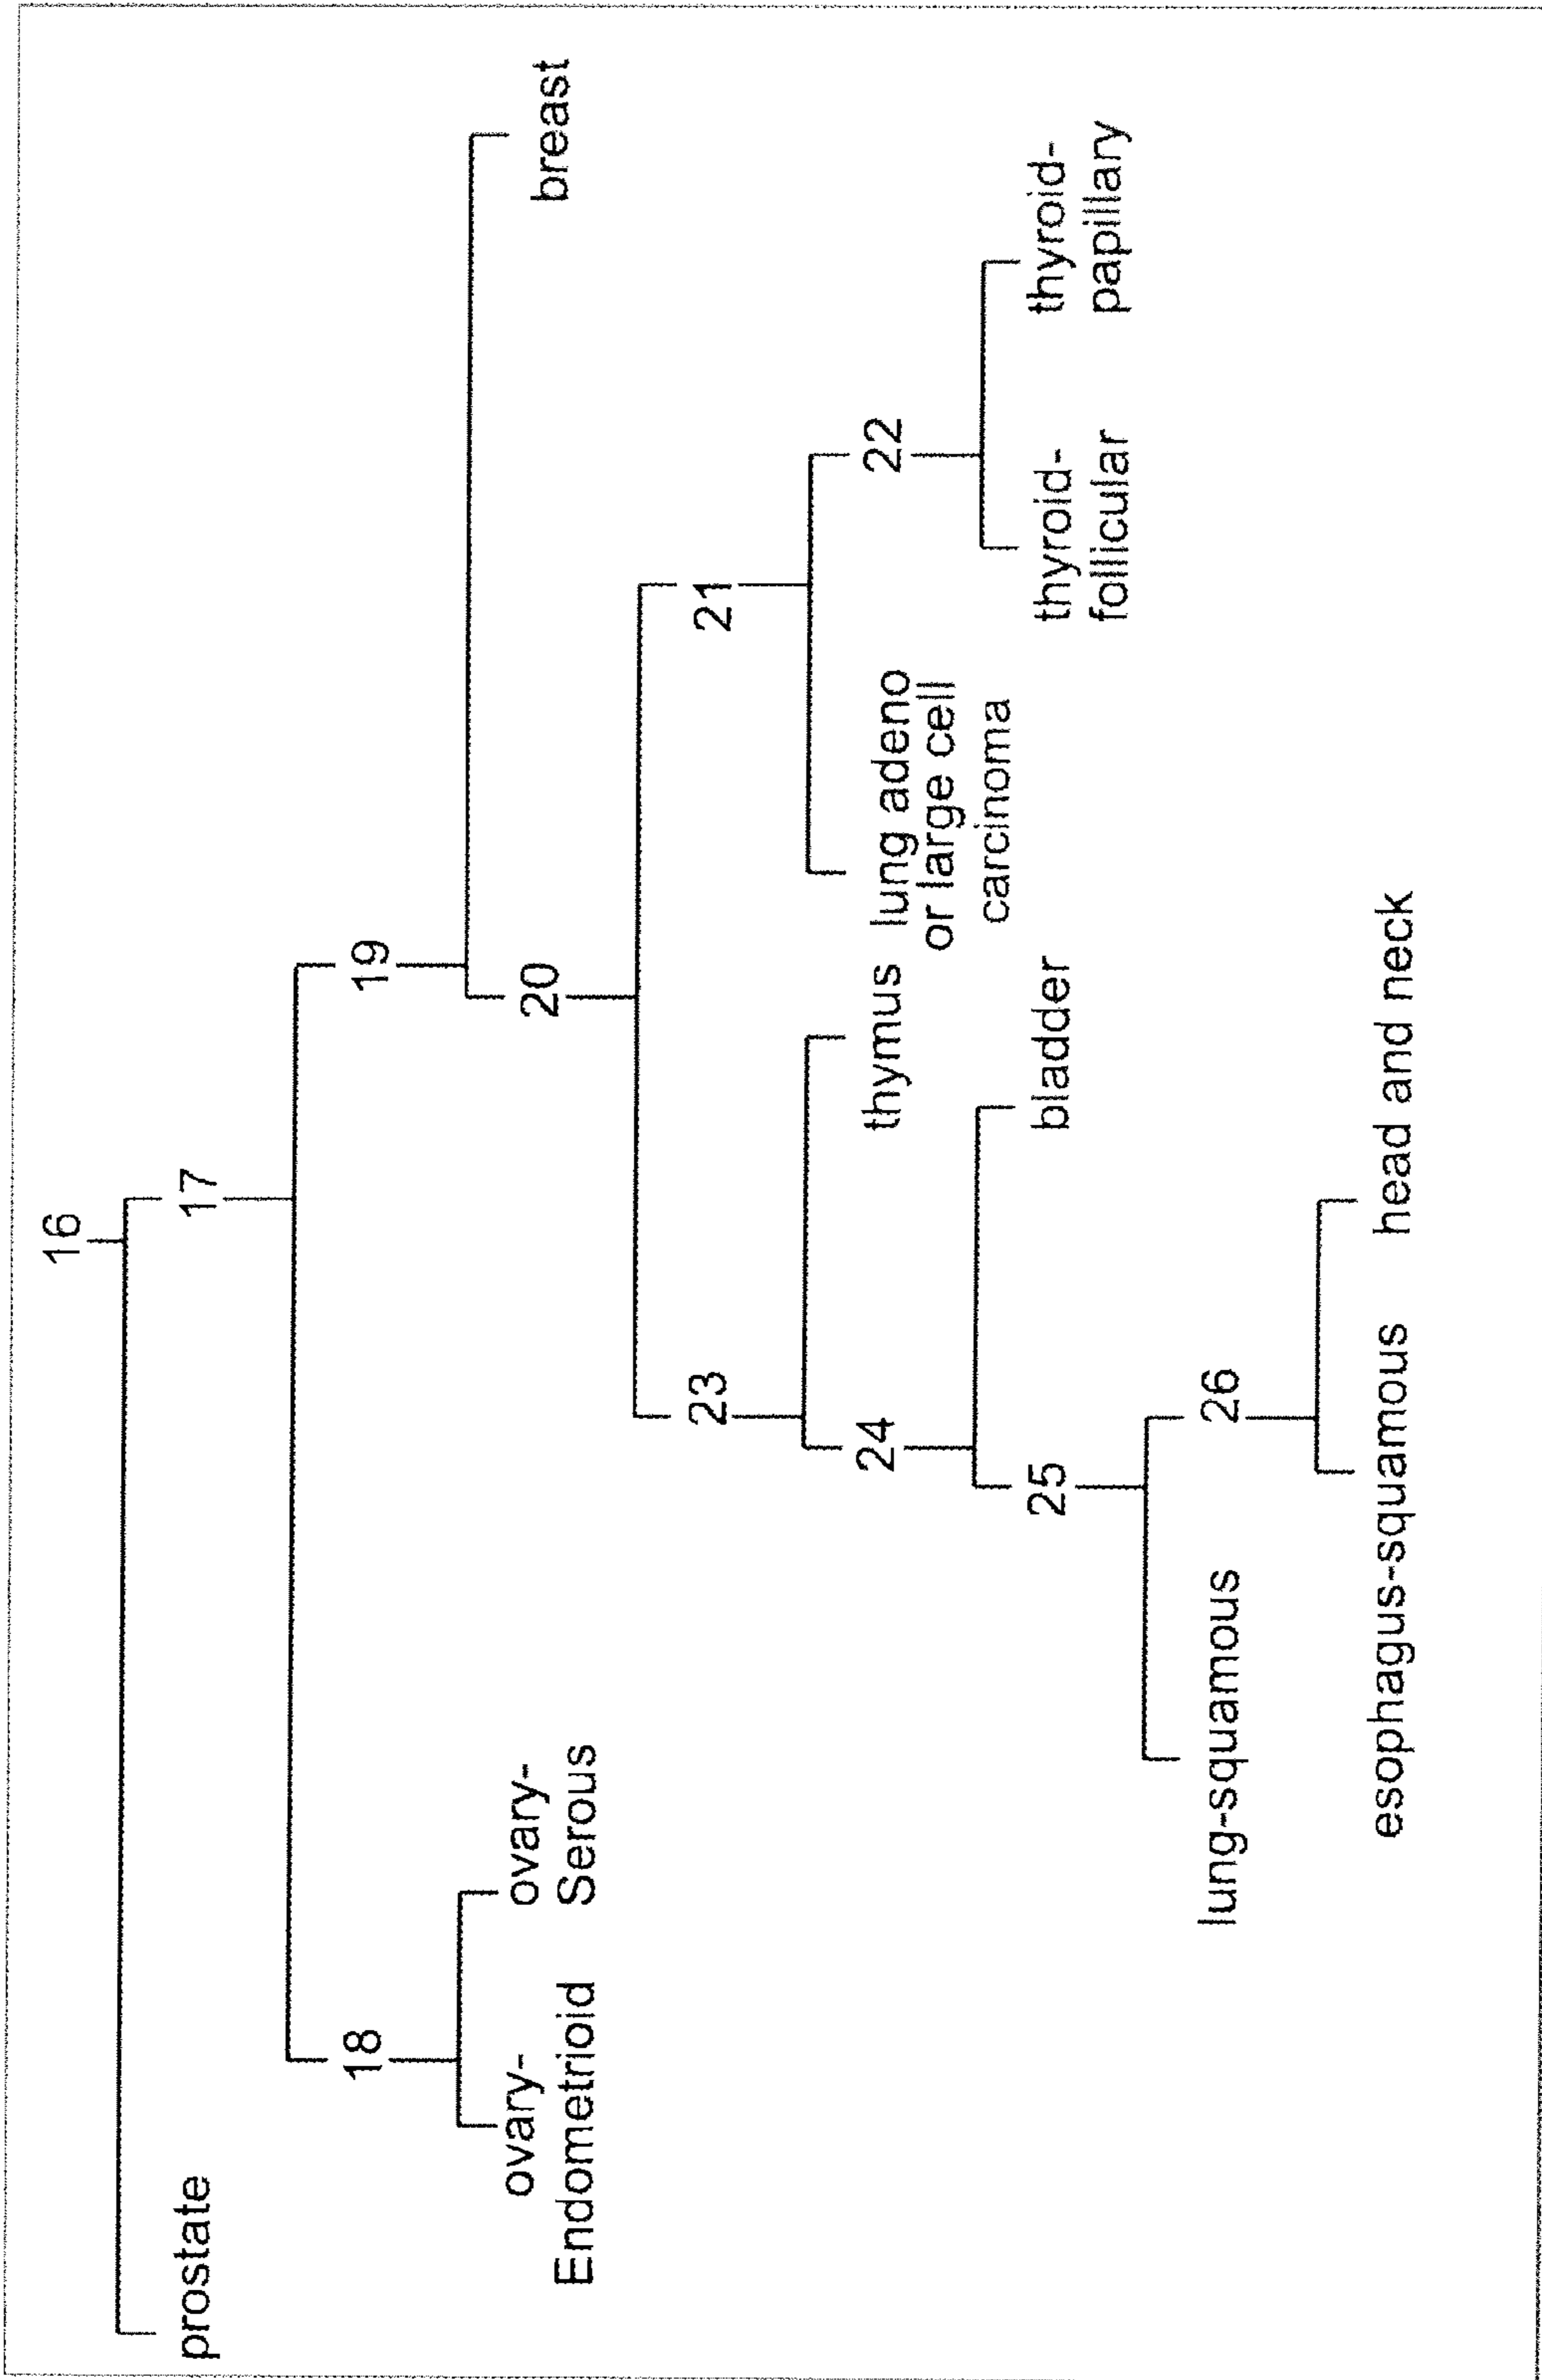 16
prostate
17
18
19
ovary-
Endometrioid
ovary-
Serous
20
breast
23
21
24
thymus
lung adeno
or large cell
carcinoma
22
25
bladder
thyroid-
follicular
thyroid-
papillary
lung-squamous
26
esophagus-squamous
head and neck